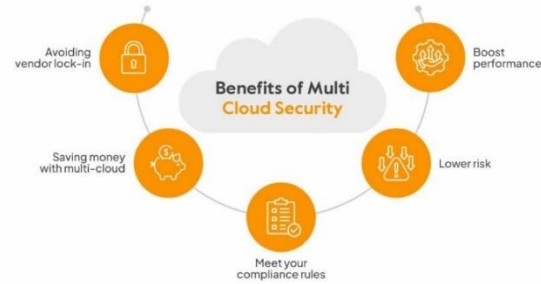 Benefits of Multi
Cloud Security
Avoiding
vendor lock-in
Saving money
with multi-cloud
Meet your
compliance rules
Lower risk
Boost
performance